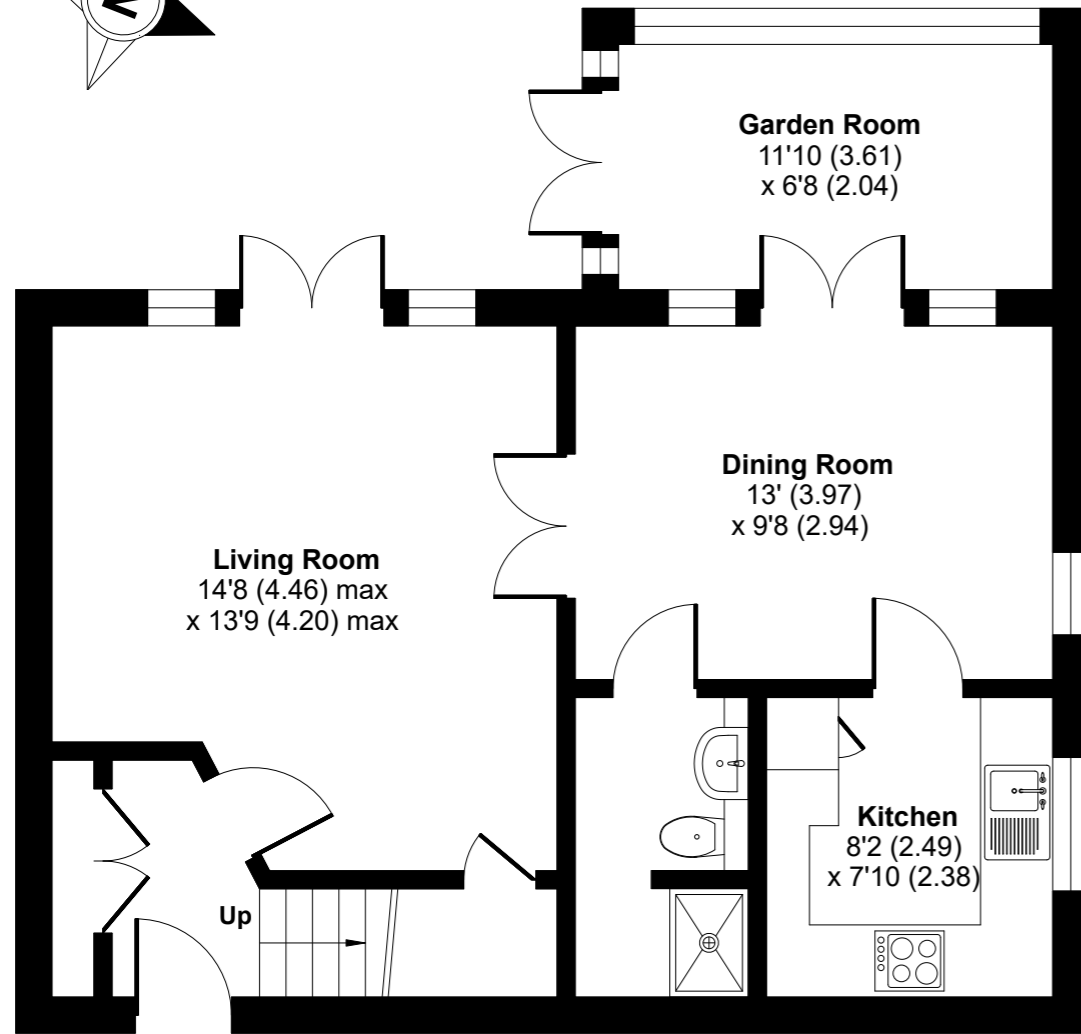 N
Garden Room
11'10 (3.61)
x 6'8 (2.04)
Dining Room
13' (3.97)
x 9'8 (2.94)
Living Room
14'8 (4.46) max
x 13'9 (4.20) max
Kitchen
8'2 (2.49)
x 7'10 (2.38)
Up